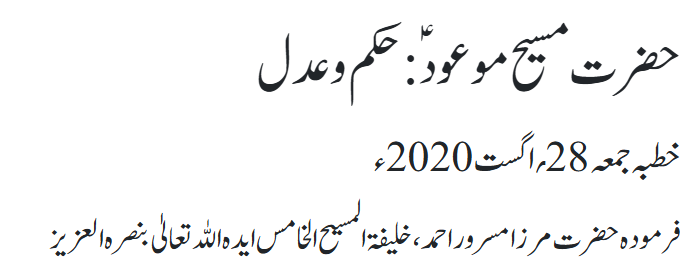 حضرت مسیح موعودؑ: حکم و عدل
خطبہ جمعہ 28؍اگست 2020ء
فرمودہ حضرت مرزا مسرور احمد، خلیفۃ المسیح الخامس ایدہ اللہ تعالیٰ بنصرہ العزیز